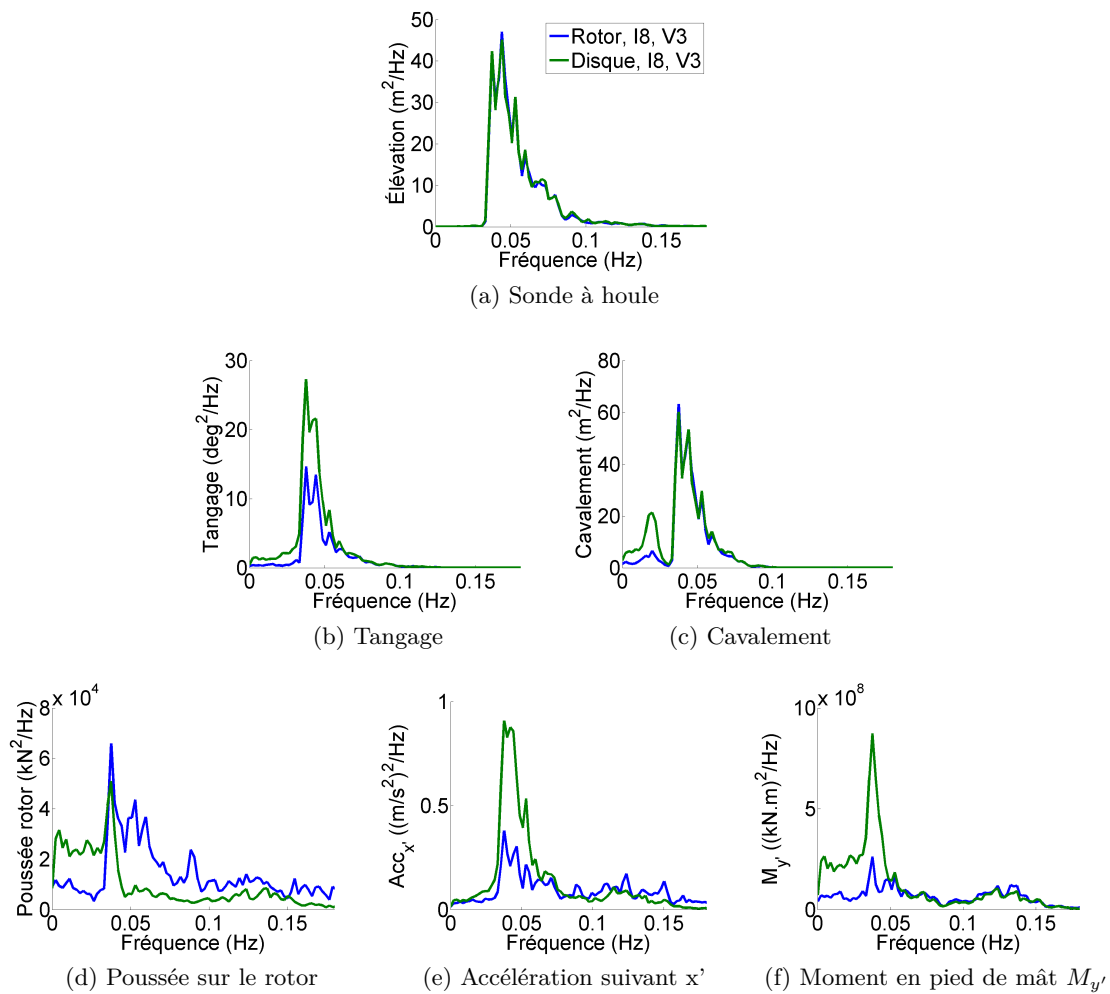 50
40
30
20
10
0
Élévation (m²/Hz)
Rotor, I8, V3
Disque, I8, V3
0 0.05 0.1 0.15
Fréquence (Hz)
(a) Sonde à houle
30
20
10
0
Tangage (deg²/Hz)
0 0.05 0.1 0.15
Fréquence (Hz)
(b) Tangage
80
60
40
20
0
Cavalement (m²/Hz)
0 0.05 0.1 0.15
Fréquence (Hz)
(c) Cavalement
x 10⁴
8
6
4
2
0
Poussée rotor (kN²/Hz)
0 0.05 0.1 0.15
Fréquence (Hz)
(d) Poussée sur le rotor
1
0.5
0
Acc_x' ((m/s²)²/Hz)
0 0.05 0.1 0.15
Fréquence (Hz)
(e) Accélération suivant x'
x 10⁸
10
5
0
M_y' ((kN.m)²/Hz)
0 0.05 0.1 0.15
Fréquence (Hz)
(f) Moment en pied de mât M_y'